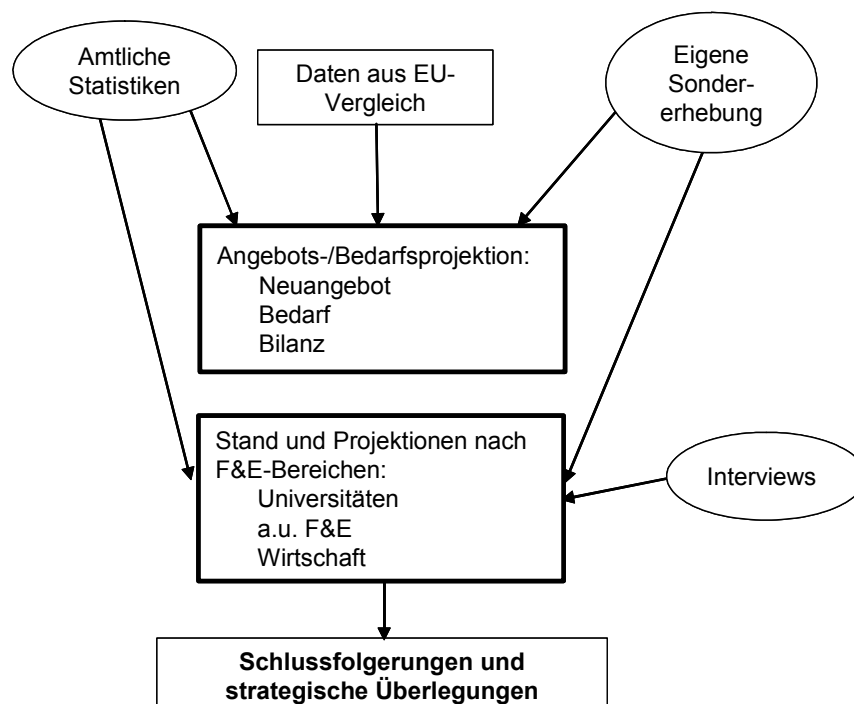 Amtliche
Statistiken
Daten aus EU-
Vergleich
Eigene
Sonder-
erhebung
Angebots-/Bedarfsprojektion:
Neuangebot
Bedarf
Bilanz
Stand und Projektionen nach
F&E-Bereichen:
Universitäten
a.u. F&E
Wirtschaft
Interviews
Schlussfolgerungen und
strategische Überlegungen